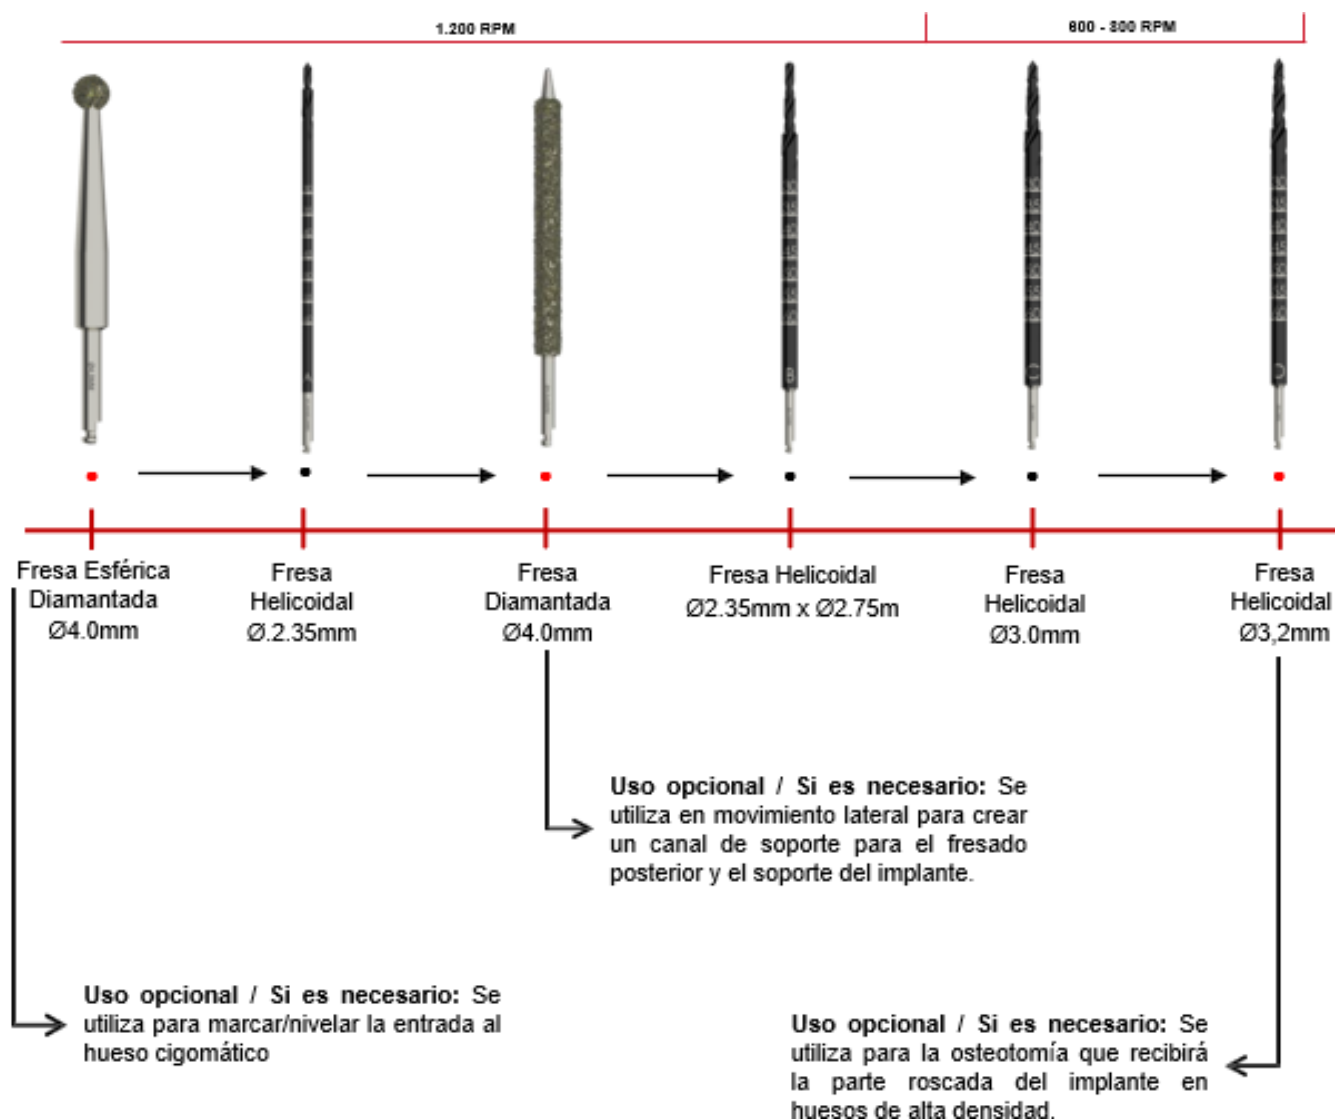 1.200 RPM
600 - 800 RPM
Fresa Esférica
Diamantada
Ø4.0mm
Fresa
Helicoidal
Ø.2.35mm
Fresa
Diamantada
Ø4.0mm
Fresa Helicoidal
Ø2.35mm x Ø2.75m
Fresa
Helicoidal
Ø3.0mm
Fresa
Helicoidal
Ø3,2mm
Uso opcional / Si es necesario: Se
utiliza en movimiento lateral para crear
un canal de soporte para el fresado
posterior y el soporte del implante.
Uso opcional / Si es necesario: Se
utiliza para marcar/nivelar la entrada al
hueso cigomático
Uso opcional / Si es necesario: Se
utiliza para la osteotomía que recibirá
la parte roscada del implante en
huesos de alta densidad.